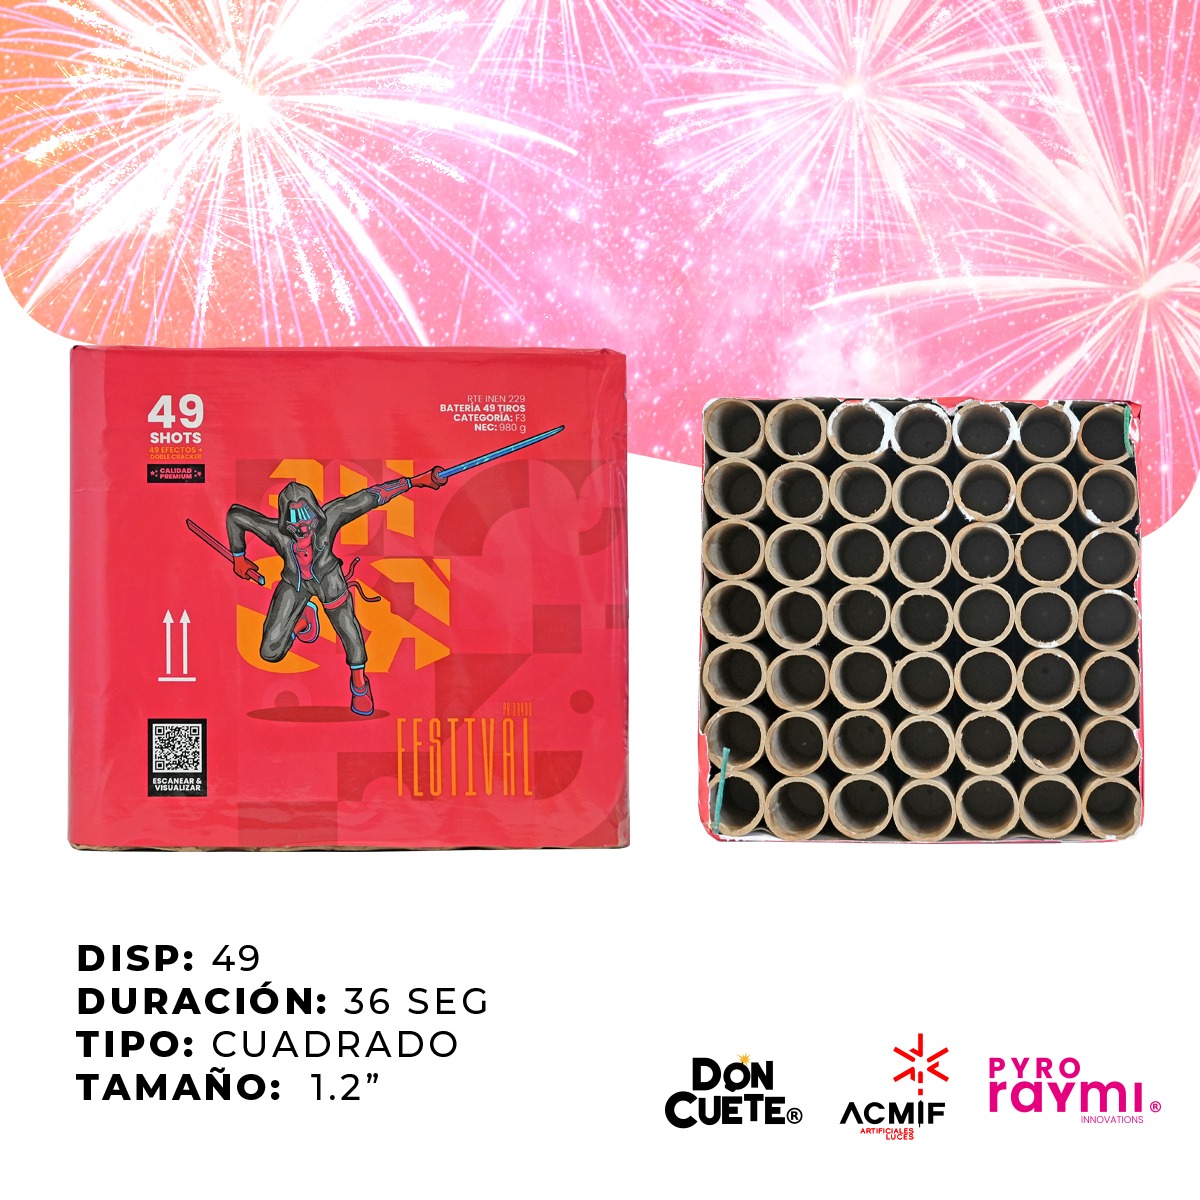 49
SHOTS
49 EFECTOS +
DOBLE CRACKER
CALIDAD
PREMIUM
RTE INEN 229
BATERÍA 49 TIROS
CATEGORÍA: F3
NEC: 980 g
FESTIVAL
ESCANEAR &
VISUALIZAR
DISP: 49
DURACIÓN: 36 SEG
TIPO: CUADRADO
TAMAÑO: 1.2”
DON
CUETE®
ACMIF
ARTIFICIALES
LUCES
PYRO
raymi®
INNOVATIONS